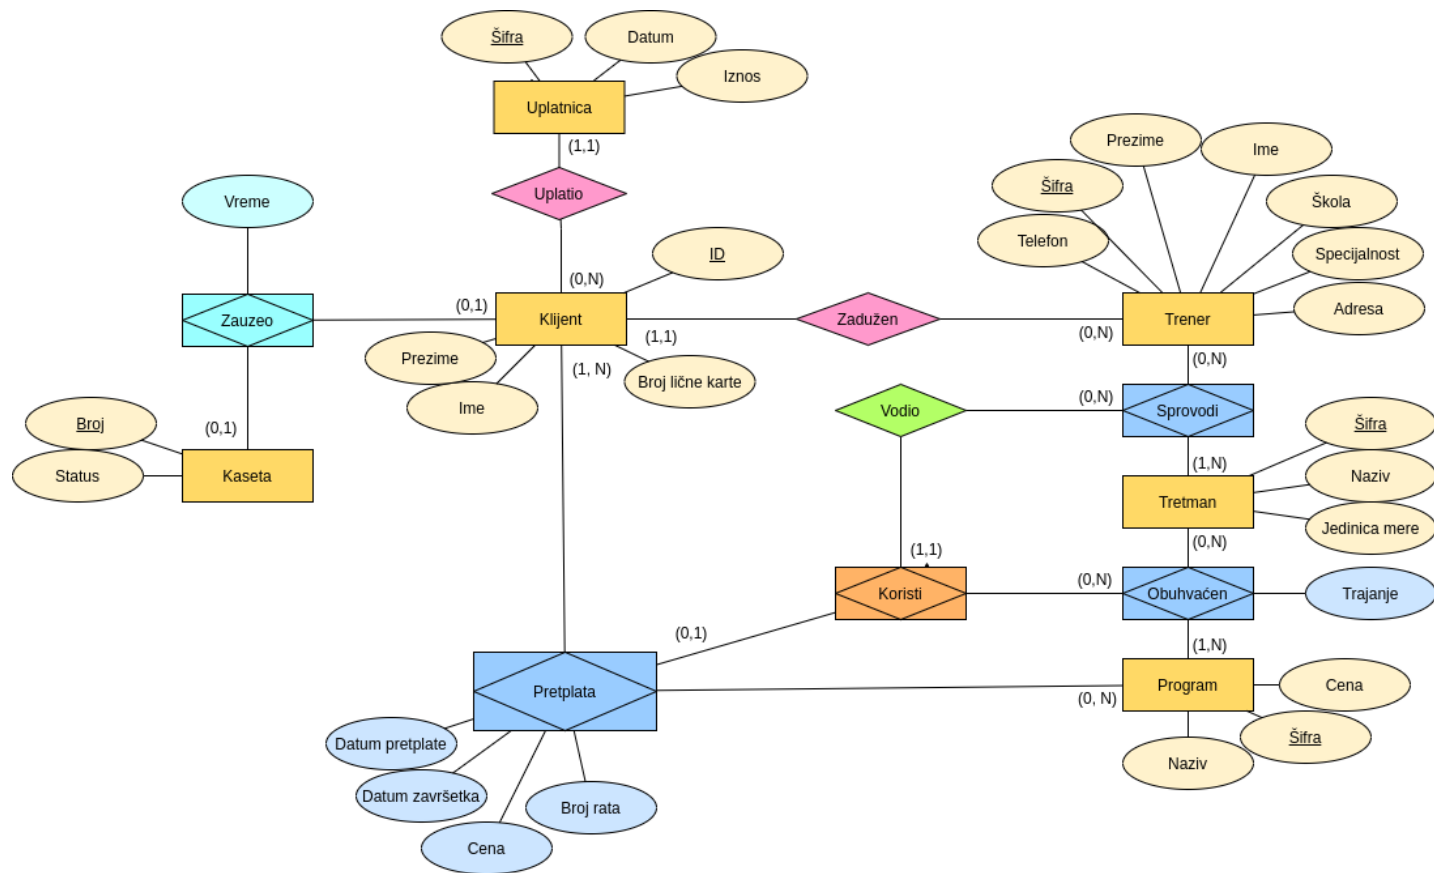 Šifra
Datum
Iznos
Uplatnica
(1,1)
Uplatio
Vreme
Prezime
Ime
Šifra
Škola
Telefon
Specijalnost
Adresa
ID
(0,N)
(0,1)
Zauzeo
Klijent
Zadužen
Trener
(1,1)
(0,N)
Prezime
(1, N)
Broj lične karte
(0,N)
Ime
Vodio
(0,N)
Sprovodi
Broj
(0,1)
Šifra
Status
Kaseta
(1,N)
Naziv
Tretman
Jedinica mere
(0,N)
(1,1)
Koristi
(0,N)
Obuhvaćen
Trajanje
(0,1)
(1,N)
Pretplata
Program
Cena
(0, N)
Šifra
Naziv
Datum pretplate
Datum završetka
Broj rata
Cena